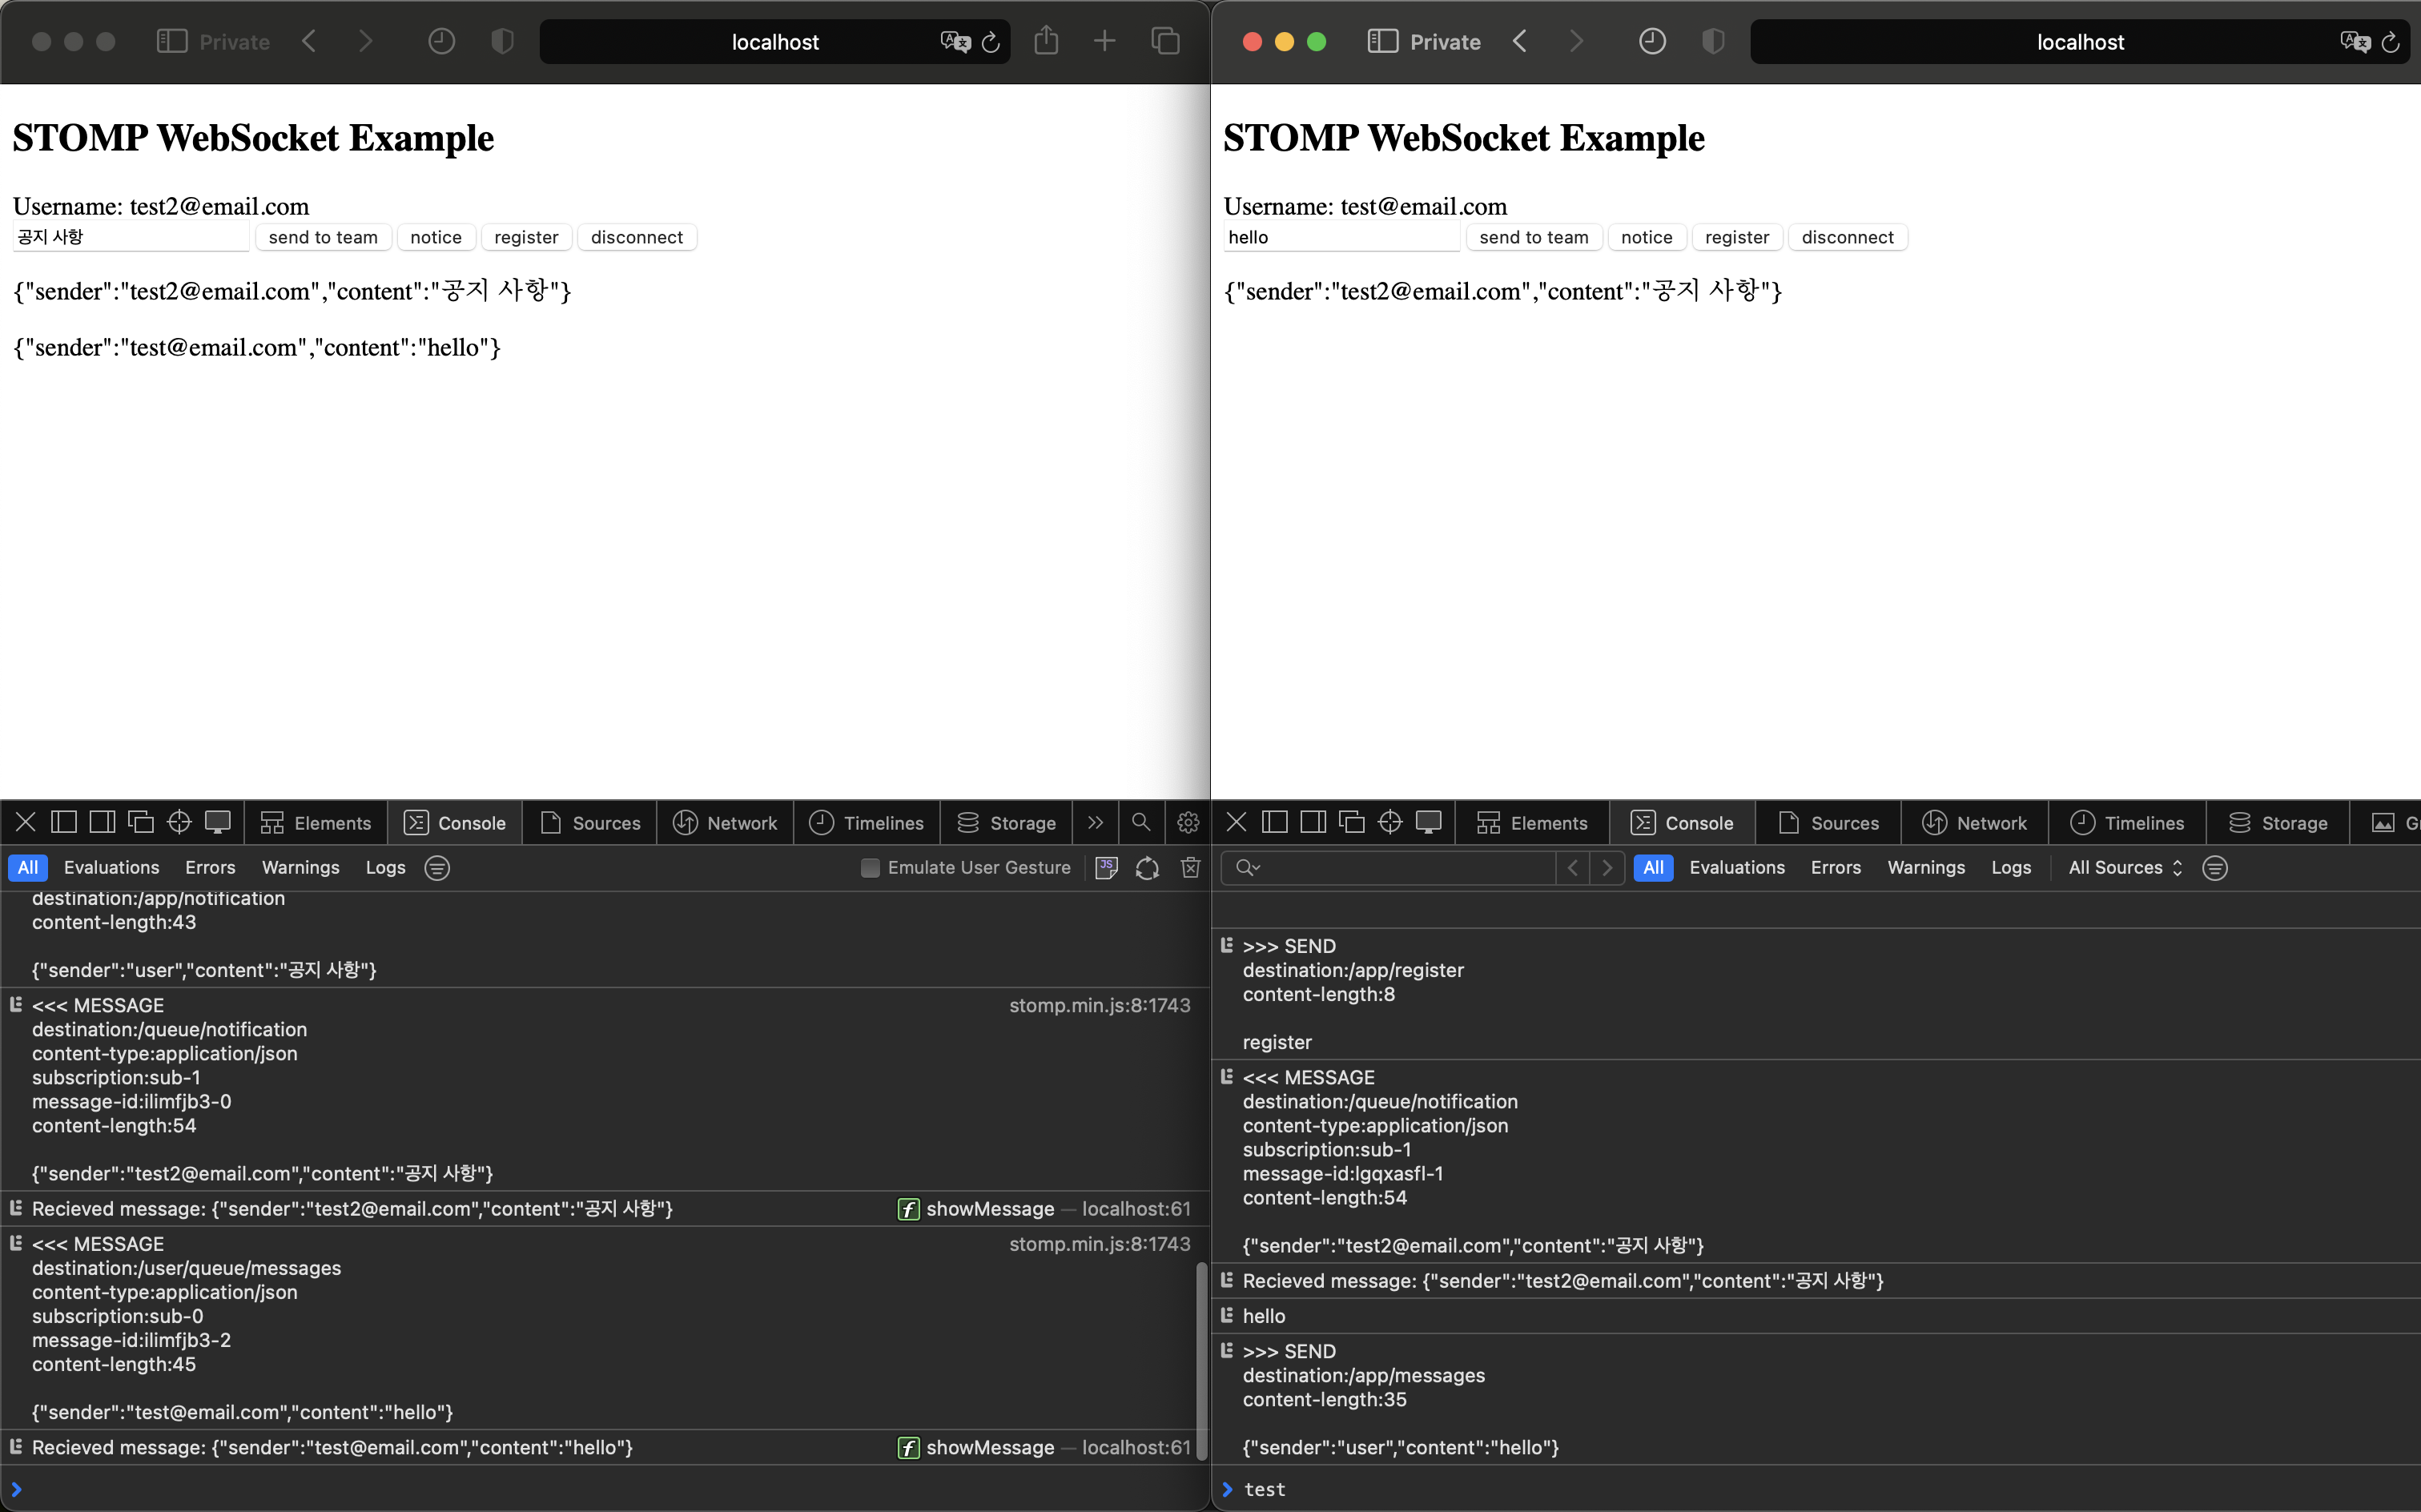 Private
localhost
STOMP WebSocket Example
Username: test2@email.com
공지 사항 send to team notice register disconnect
{"sender":"test2@email.com","content":"공지 사항"}
{"sender":"test@email.com","content":"hello"}
Elements Console Sources Network Timelines Storage
All Evaluations Errors Warnings Logs Emulate User Gesture JS
destination:/app/notification
content-length:43
{"sender":"user","content":"공지 사항"}
<<< MESSAGE stomp.min.js:8:1743
destination:/queue/notification
content-type:application/json
subscription:sub-1
message-id:ilimfjb3-0
content-length:54
{"sender":"test2@email.com","content":"공지 사항"}
Recieved message: {"sender":"test2@email.com","content":"공지 사항"} f showMessage — localhost:61
<<< MESSAGE stomp.min.js:8:1743
destination:/user/queue/messages
content-type:application/json
subscription:sub-0
message-id:ilimfjb3-2
content-length:45
{"sender":"test@email.com","content":"hello"}
Recieved message: {"sender":"test@email.com","content":"hello"} f showMessage — localhost:61
Private
localhost
STOMP WebSocket Example
Username: test@email.com
hello send to team notice register disconnect
{"sender":"test2@email.com","content":"공지 사항"}
Elements Console Sources Network Timelines Storage
All Evaluations Errors Warnings Logs All Sources
>>> SEND
destination:/app/register
content-length:8
register
<<< MESSAGE
destination:/queue/notification
content-type:application/json
subscription:sub-1
message-id:lgqxasfl-1
content-length:54
{"sender":"test2@email.com","content":"공지 사항"}
Recieved message: {"sender":"test2@email.com","content":"공지 사항"}
hello
>>> SEND
destination:/app/messages
content-length:35
{"sender":"user","content":"hello"}
test